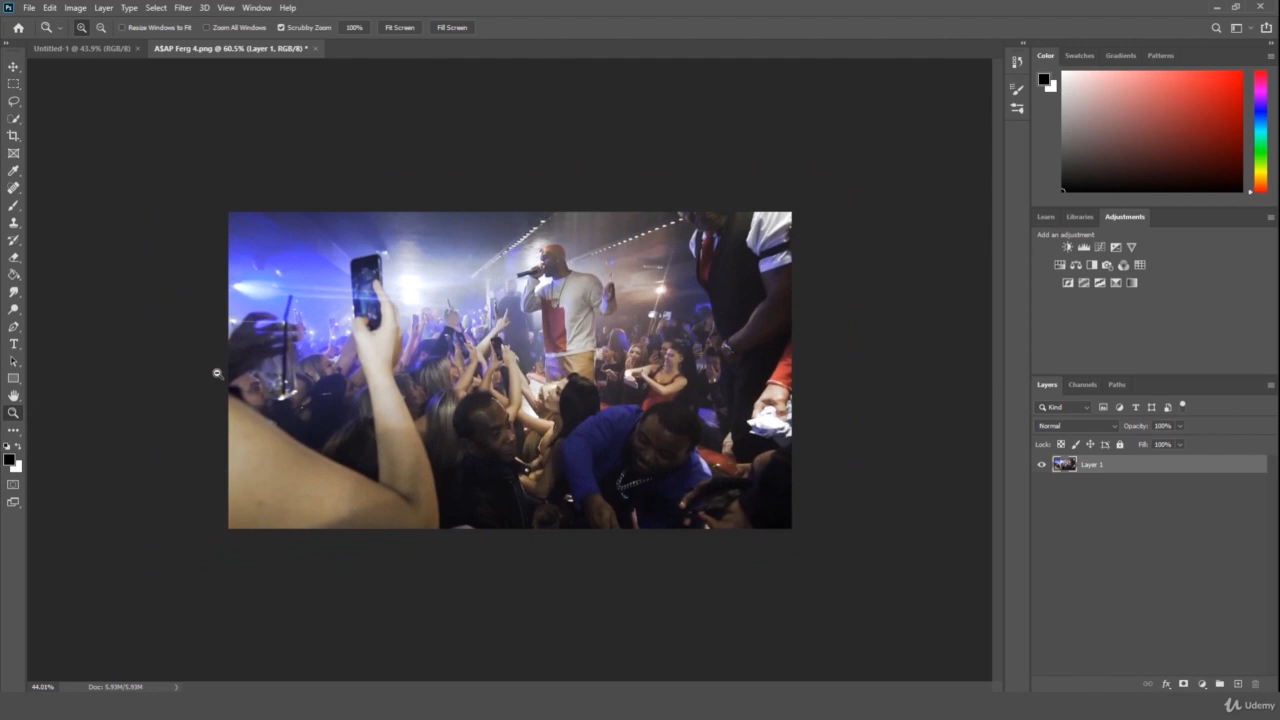 Ps File Edit Image Layer Type Select Filter 3D View Window Help
Resize Windows to Fit Zoom All Windows Scrubby Zoom 100% Fit Screen Fill Screen
Untitled-1 @ 43.9% (RGB/8) × A$AP Ferg 4.png @ 60.5% (Layer 1, RGB/8) * ×
Color Swatches Gradients Patterns
Learn Libraries Adjustments
Add an adjustment
Layers Channels Paths
Kind
Normal Opacity: 100%
Lock: Fill: 100%
Layer 1
44.01% Doc: 5.93M/5.93M
Udemy